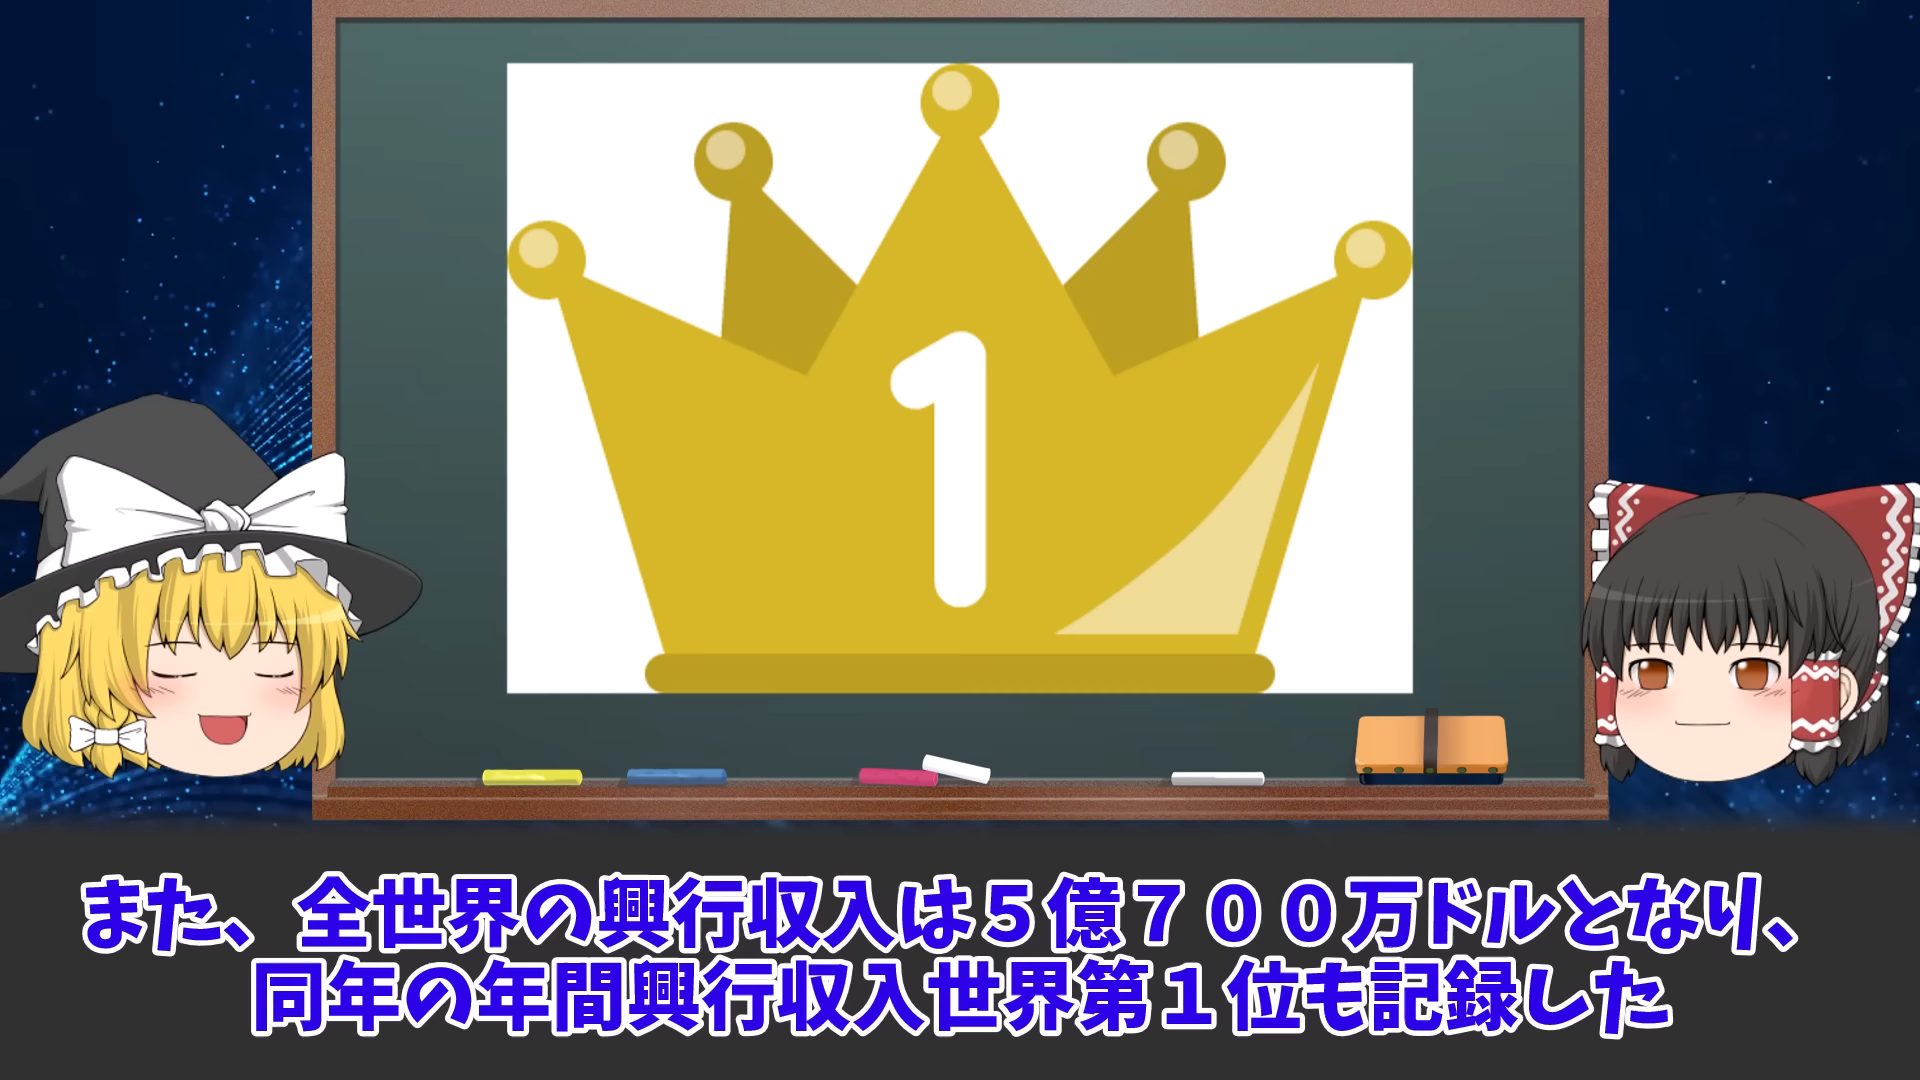 1
また、全世界の興行収入は５億７００万ドルとなり、
同年の年間興行収入世界第１位も記録した